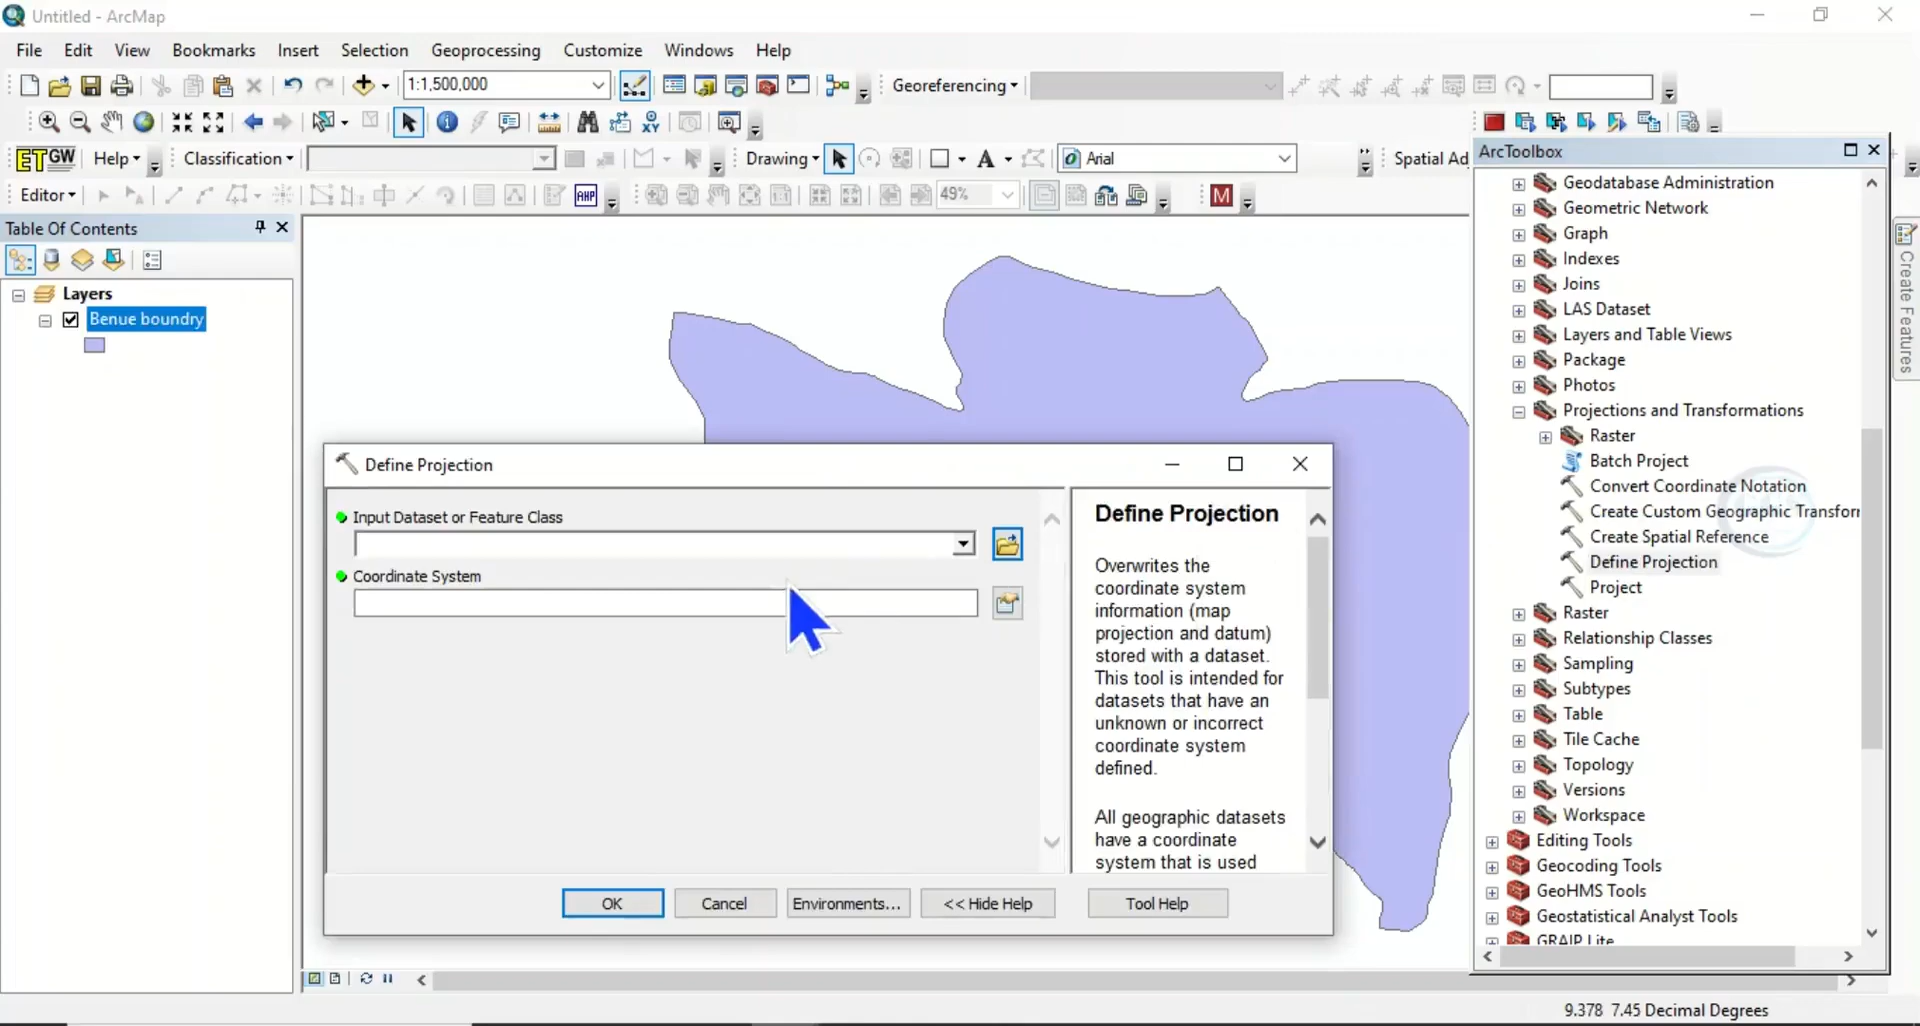 Untitled - ArcMap
File Edit View Bookmarks Insert Selection Geoprocessing Customize Windows Help
1:1,500,000
Georeferencing
XY
ETGW Help Classification Drawing A Arial Spatial Ad
Editor AHP 49% M
Table Of Contents
Layers
Benue boundry
Define Projection
Input Dataset or Feature Class
Coordinate System
Define Projection
Overwrites the
coordinate system
information (map
projection and datum)
stored with a dataset.
This tool is intended for
datasets that have an
unknown or incorrect
coordinate system
defined.
All geographic datasets
have a coordinate
system that is used
OK Cancel Environments... << Hide Help Tool Help
ArcToolbox
Geodatabase Administration
Geometric Network
Graph
Indexes
Joins
LAS Dataset
Layers and Table Views
Package
Photos
Projections and Transformations
Raster
Batch Project
Convert Coordinate Notation
Create Custom Geographic Transfor
Create Spatial Reference
Define Projection
Project
Raster
Relationship Classes
Sampling
Subtypes
Table
Tile Cache
Topology
Versions
Workspace
Editing Tools
Geocoding Tools
GeoHMS Tools
Geostatistical Analyst Tools
GRAIP Lite
Create Features
9.378 7.45 Decimal Degrees